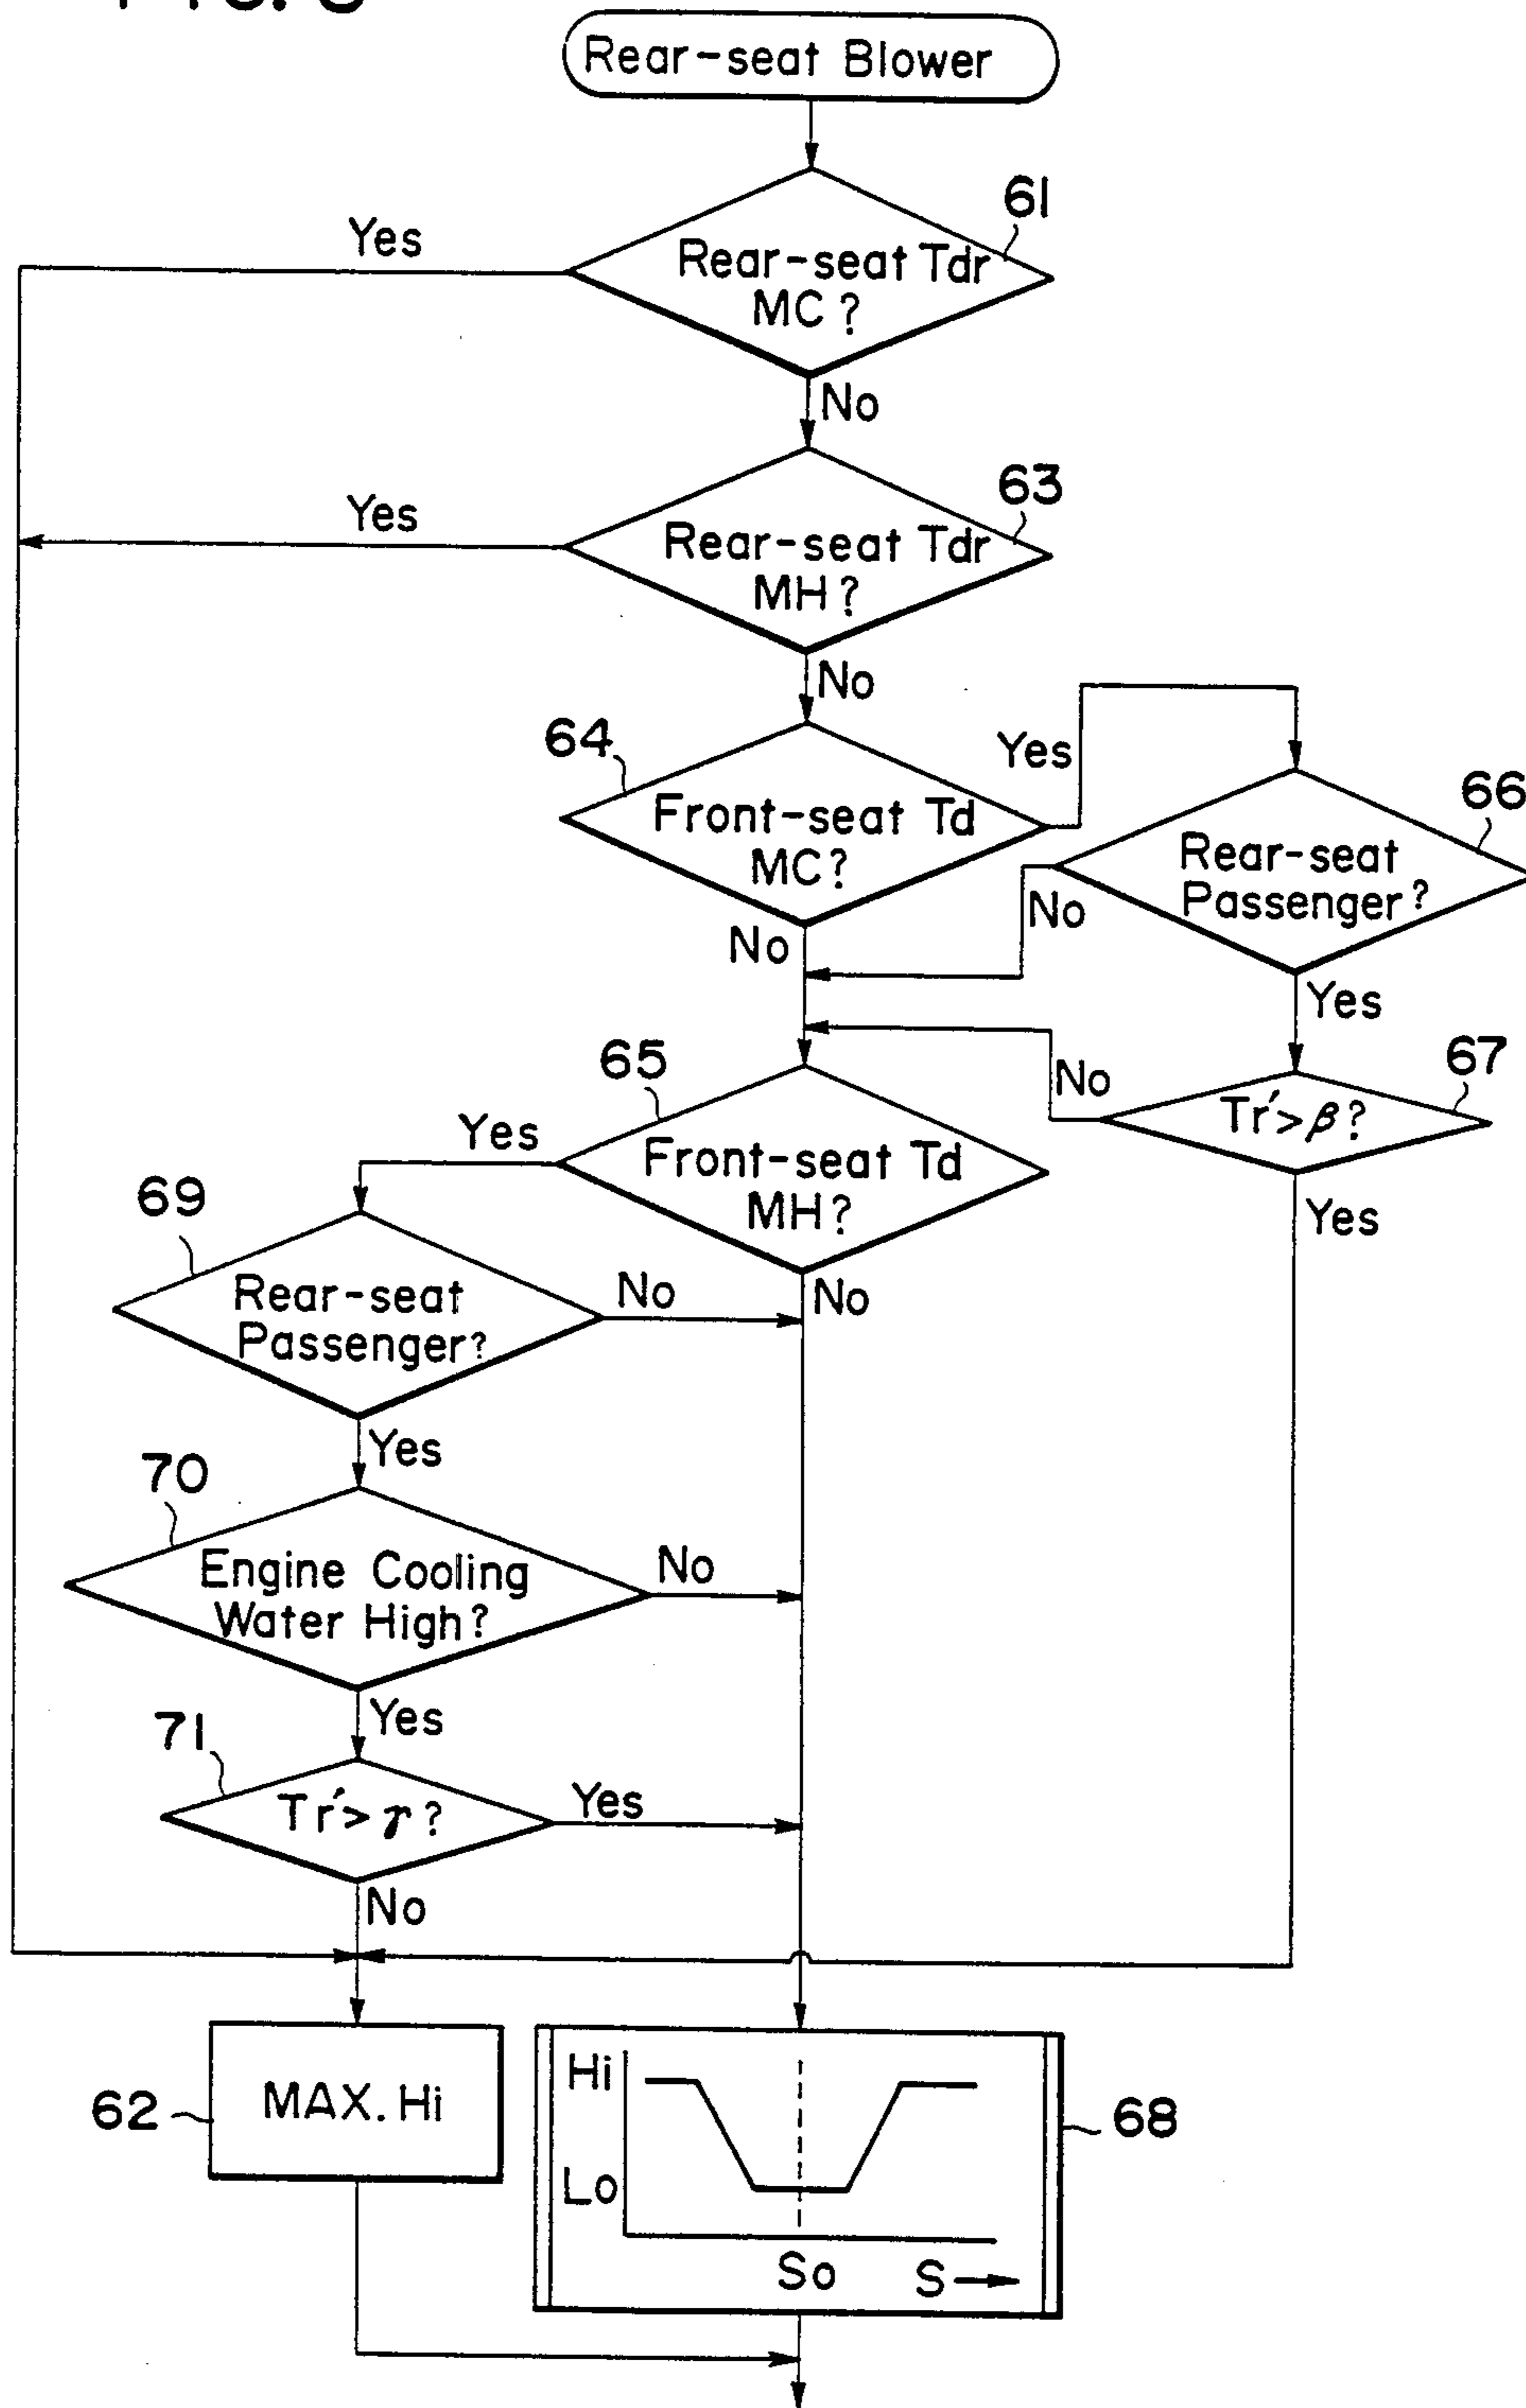 Rear-seat Blower
61
Yes
Rear-seat Tdr
MC?
No
63
Yes
Rear-seat Tdr
MH?
No
64
Yes
Front-seat Td
MC?
66
Rear-seat
Passenger?
No
No
Yes
65
67
No
Tr'>β?
Yes
Front-seat Td
MH?
Yes
69
No
No
Rear-seat
Passenger?
Yes
70
Engine Cooling
Water High?
No
Yes
71
Tr'>γ?
Yes
No
62
MAX. Hi
Hi
Lo
So
S
68